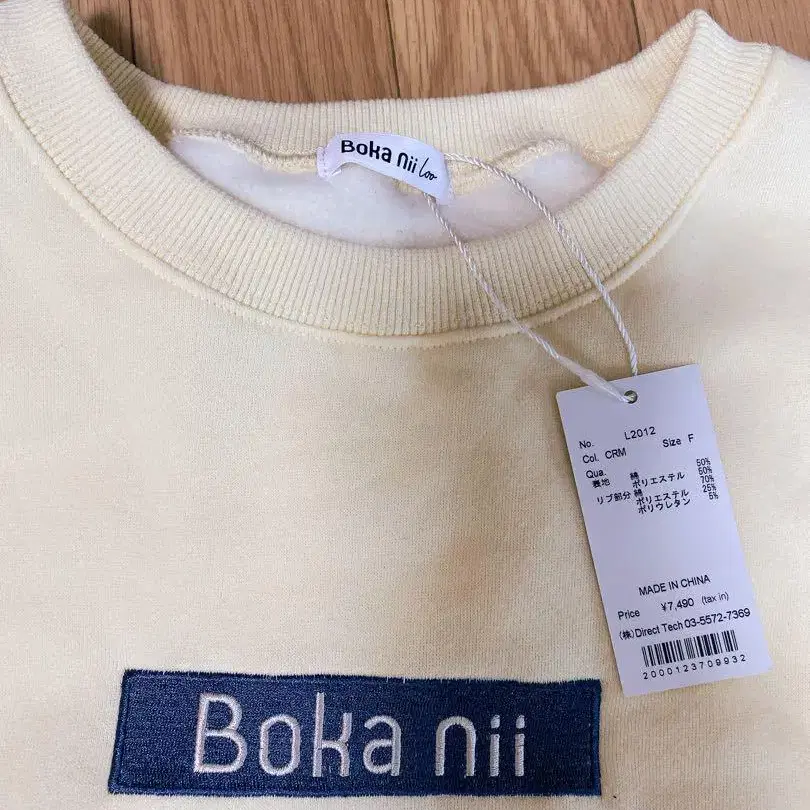 Boka nii Loo
No. L2012
Col. CRM Size F
Qua.
表地 綿 50%
ポリエステル 50%
リブ部分 綿 70%
ポリエステル 25%
ポリウレタン 5%
MADE IN CHINA
Price ¥7,490 (tax in)
(株)Direct Tech 03-5572-7369
2000123709932
Boka nii